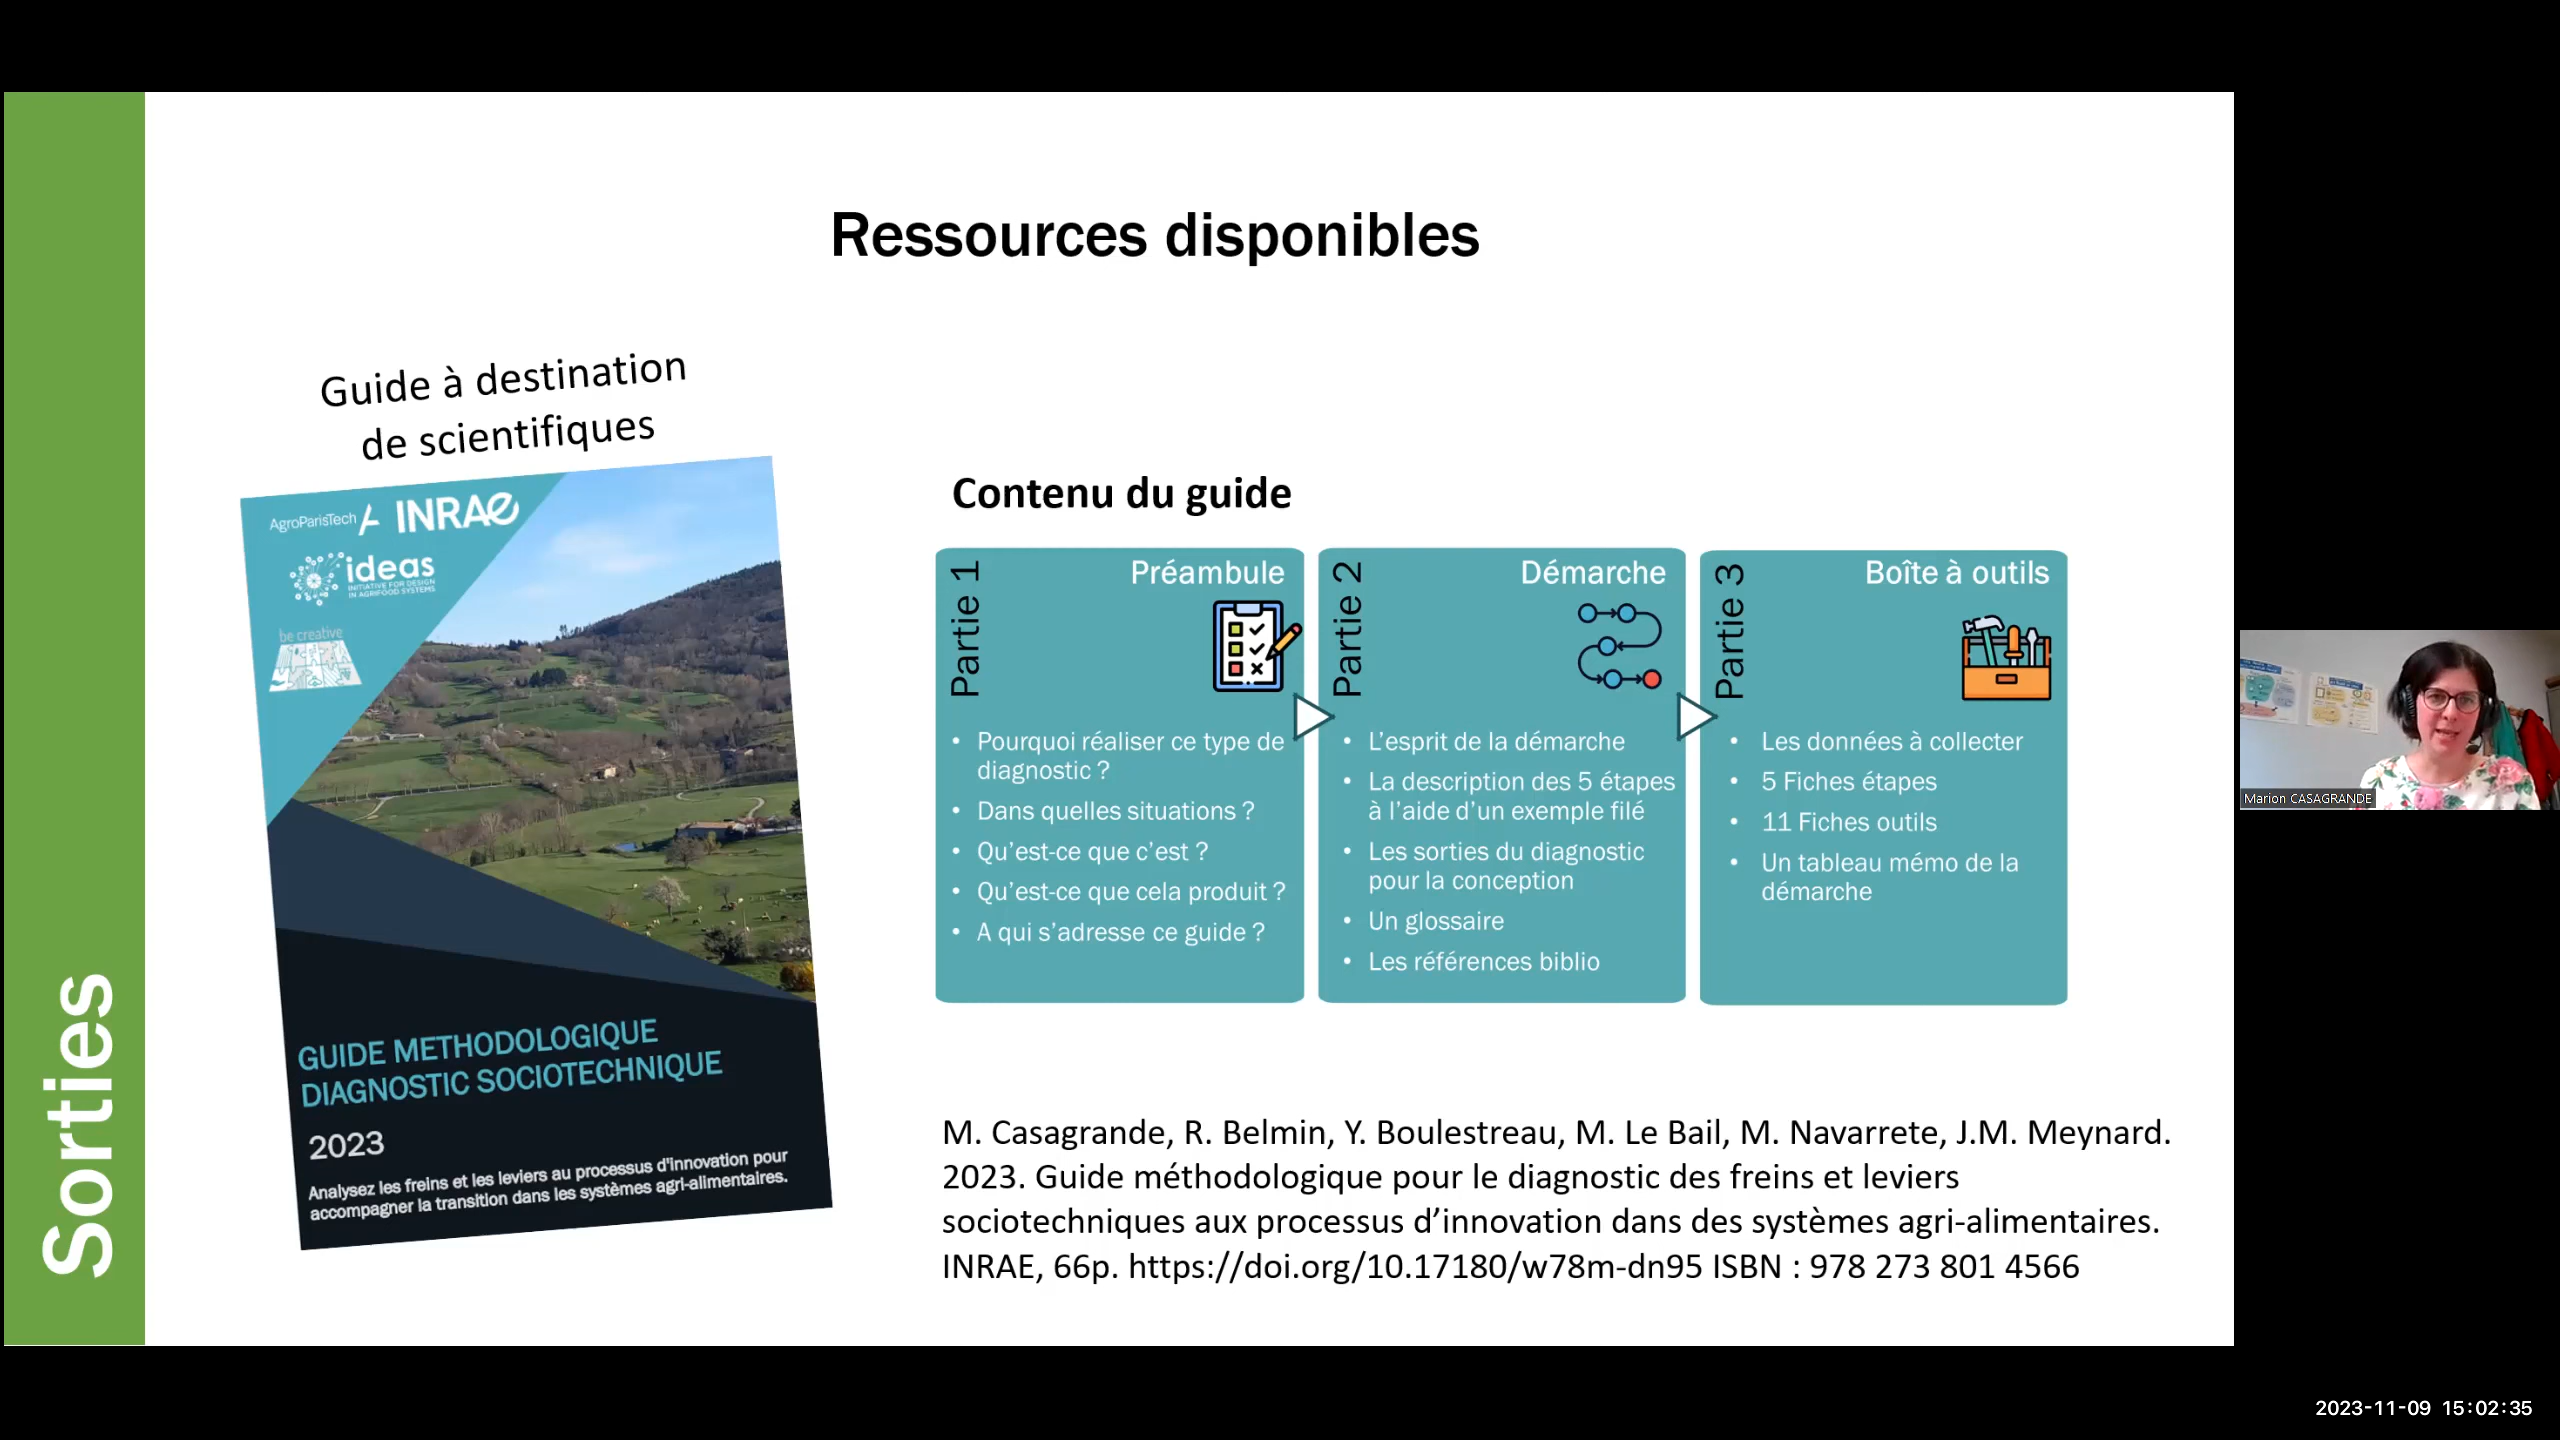 Ressources disponibles
Guide à destination
de scientifiques
AgroParisTech INRAE
ideas
INITIATIVE FOR DESIGN
IN AGRIFOOD SYSTEMS
be creative
GUIDE METHODOLOGIQUE
DIAGNOSTIC SOCIOTECHNIQUE
2023
Analysez les freins et les leviers au processus d'innovation pour
accompagner la transition dans les systèmes agri-alimentaires.
Sorties
Contenu du guide
Partie 1
Préambule
• Pourquoi réaliser ce type de
diagnostic ?
• Dans quelles situations ?
• Qu’est-ce que c’est ?
• Qu’est-ce que cela produit ?
• A qui s’adresse ce guide ?
Partie 2
Démarche
• L’esprit de la démarche
• La description des 5 étapes
à l’aide d’un exemple filé
• Les sorties du diagnostic
pour la conception
• Un glossaire
• Les références biblio
Partie 3
Boîte à outils
• Les données à collecter
• 5 Fiches étapes
• 11 Fiches outils
• Un tableau mémo de la
démarche
M. Casagrande, R. Belmin, Y. Boulestreau, M. Le Bail, M. Navarrete, J.M. Meynard.
2023. Guide méthodologique pour le diagnostic des freins et leviers
sociotechniques aux processus d’innovation dans des systèmes agri-alimentaires.
INRAE, 66p. https://doi.org/10.17180/w78m-dn95 ISBN : 978 273 801 4566
Marion CASAGRANDE
2023-11-09 15:02:35